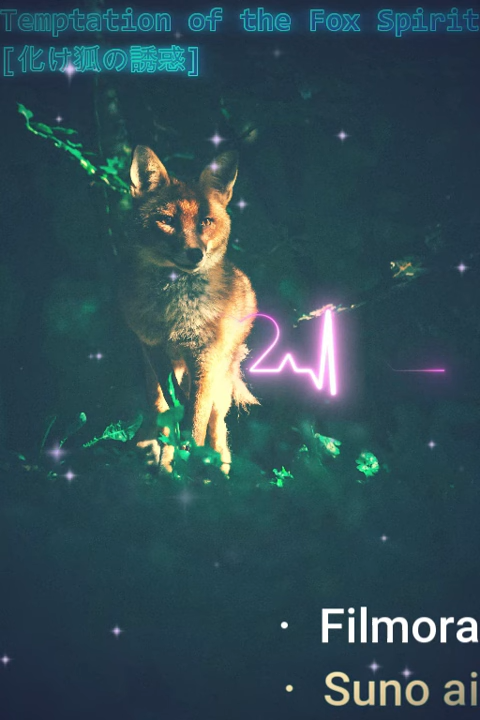 Temptation of the Fox Spirit
[化け狐の誘惑]
· Filmora
· Suno ai